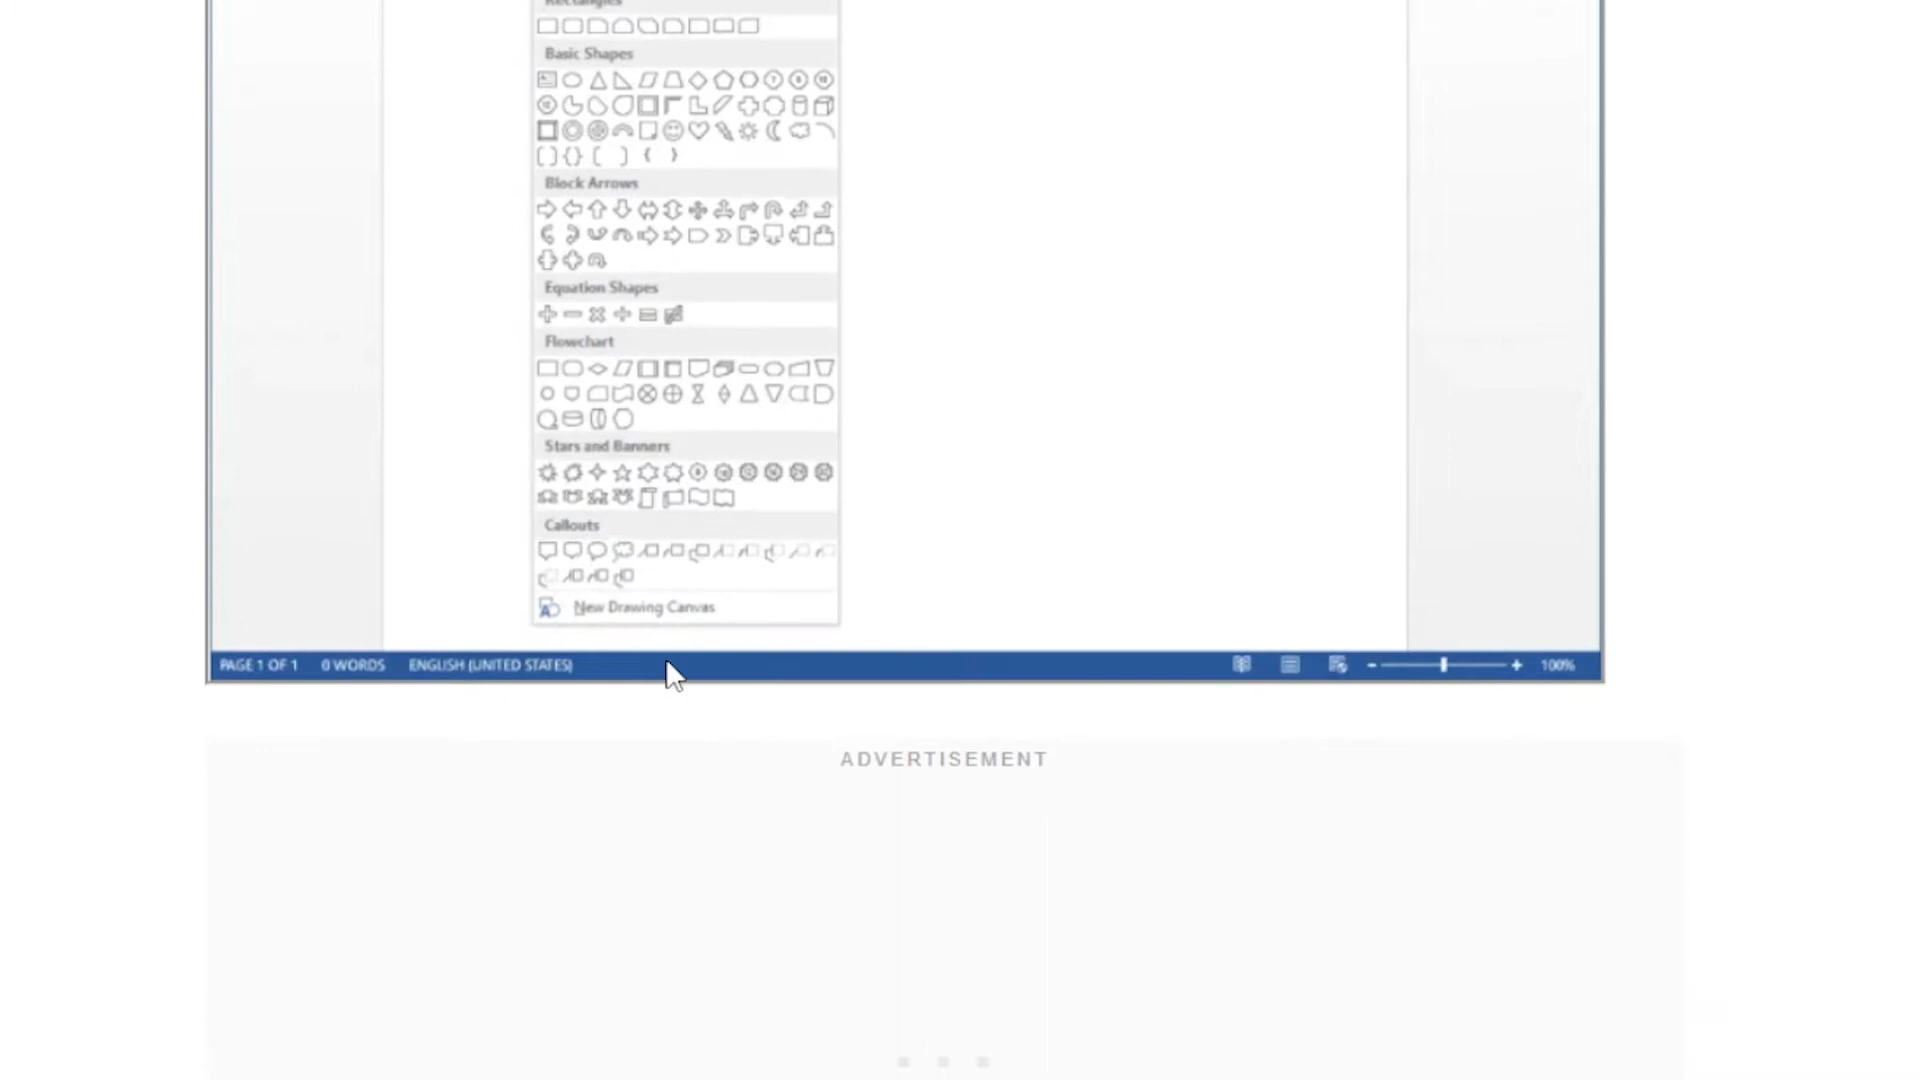 Rectangles
Basic Shapes
Block Arrows
Equation Shapes
Flowchart
Stars and Banners
Callouts
New Drawing Canvas
PAGE 1 OF 1 0 WORDS ENGLISH (UNITED STATES) 100%
ADVERTISEMENT